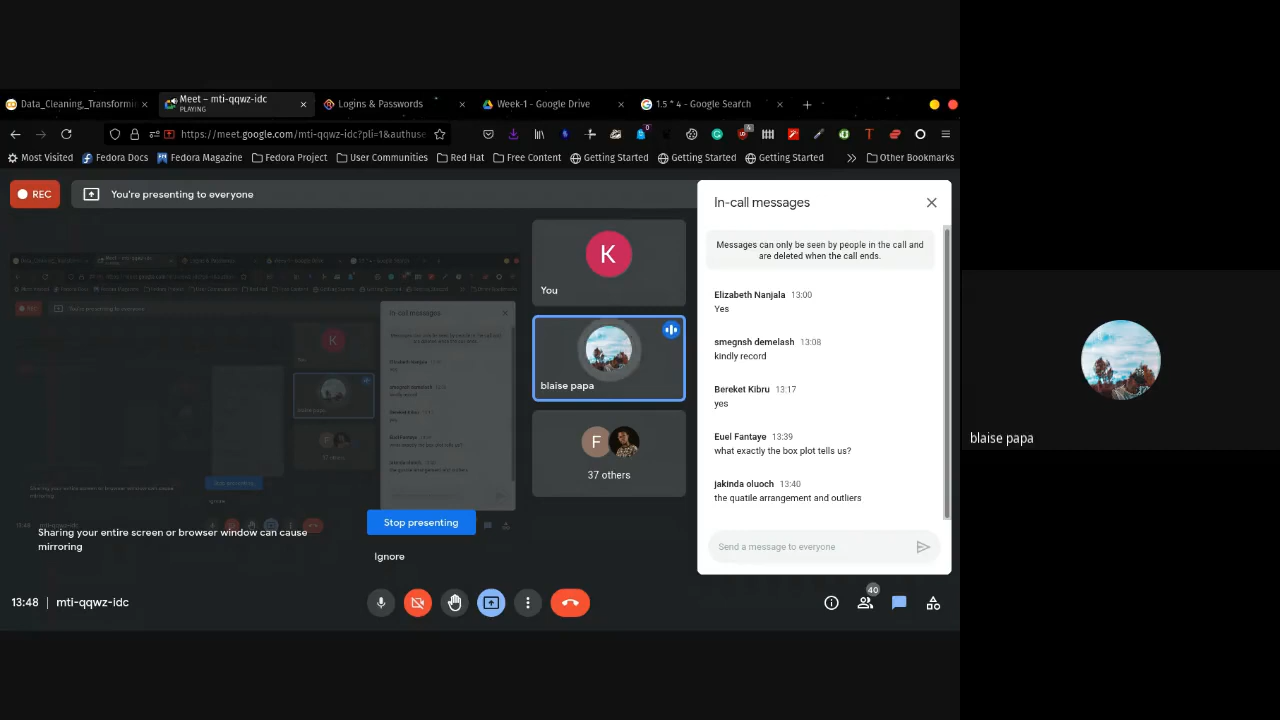 Data_Cleaning,_Transformin
Meet – mti-qqwz-idc
PLAYING
Logins & Passwords
Week-1 - Google Drive
1.5 * 4 - Google Search
https://meet.google.com/mti-qqwz-idc?pli=1&authuse
Most Visited
Fedora Docs
Fedora Magazine
Fedora Project
User Communities
Red Hat
Free Content
Getting Started
Getting Started
Getting Started
Other Bookmarks
REC
You're presenting to everyone
In-call messages
Messages can only be seen by people in the call and
are deleted when the call ends.
K
You
Elizabeth Nanjala 13:00
Yes
smegnsh demelash 13:08
kindly record
blaise papa
Bereket Kibru 13:17
yes
Euel Fantaye 13:39
what exactly the box plot tells us?
F
37 others
jakinda oluoch 13:40
the quatile arrangement and outliers
Stop presenting
Sharing your entire screen or browser window can cause
mirroring
Ignore
Send a message to everyone
13:48 | mti-qqwz-idc
40
blaise papa